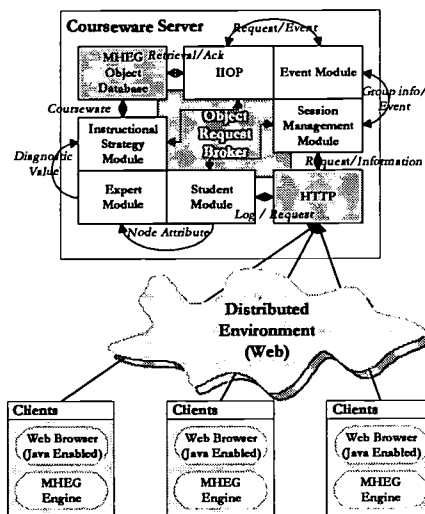 Courseware Server
Request/Event
MHEG
Object
Database
Retrieval/Ack
IIOP
Event Module
Group info/
Event
Courseware
Object
Request
Broker
Session
Management
Module
Instructional
Strategy
Module
Diagnostic
Value
Request/Information
Expert
Module
Student
Module
HTTP
Log / Request
Node Attribute
Distributed
Environment
(Web)
Clients
Web Browser
(Java Enabled)
MHEG
Engine
Clients
Web Browser
(Java Enabled)
MHEG
Engine
Clients
Web Browser
(Java Enabled)
MHEG
Engine